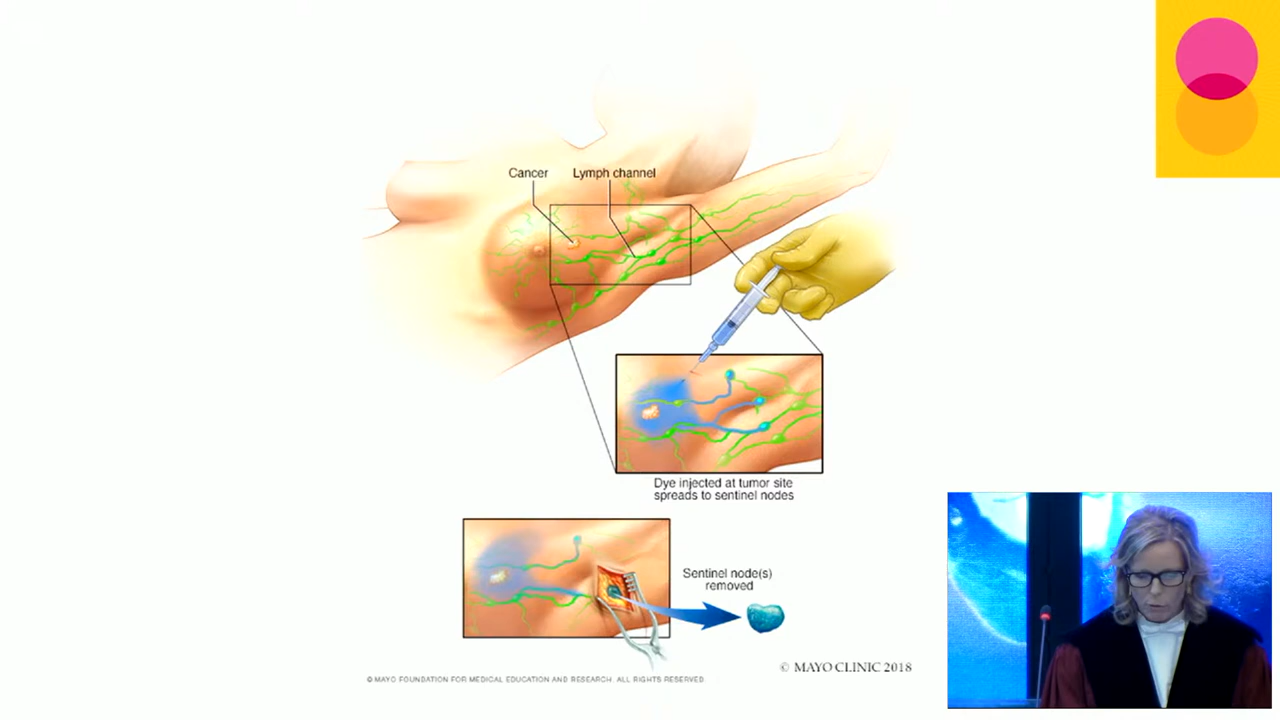 Cancer
Lymph channel
Dye injected at tumor site
spreads to sentinel nodes
Sentinel node(s)
removed
© MAYO CLINIC 2018
© MAYO FOUNDATION FOR MEDICAL EDUCATION AND RESEARCH. ALL RIGHTS RESERVED.